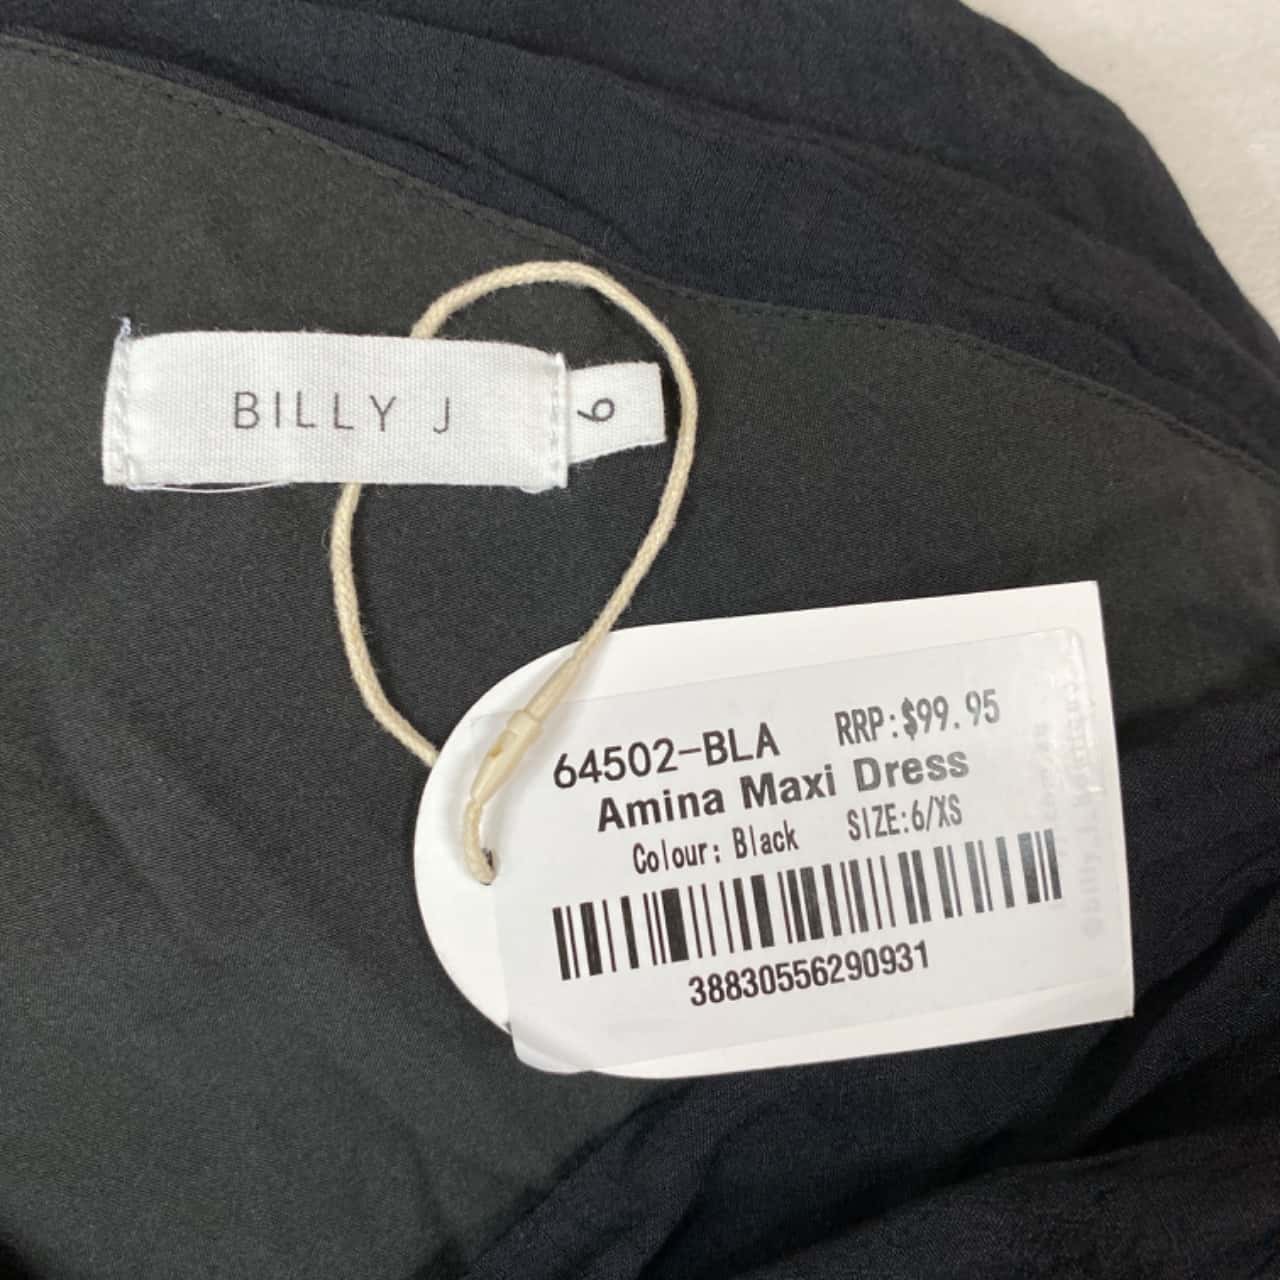 BILLY J
6
64502-BLA RRP:$99.95
Amina Maxi Dress
Colour: Black SIZE:6/XS
38830556290931